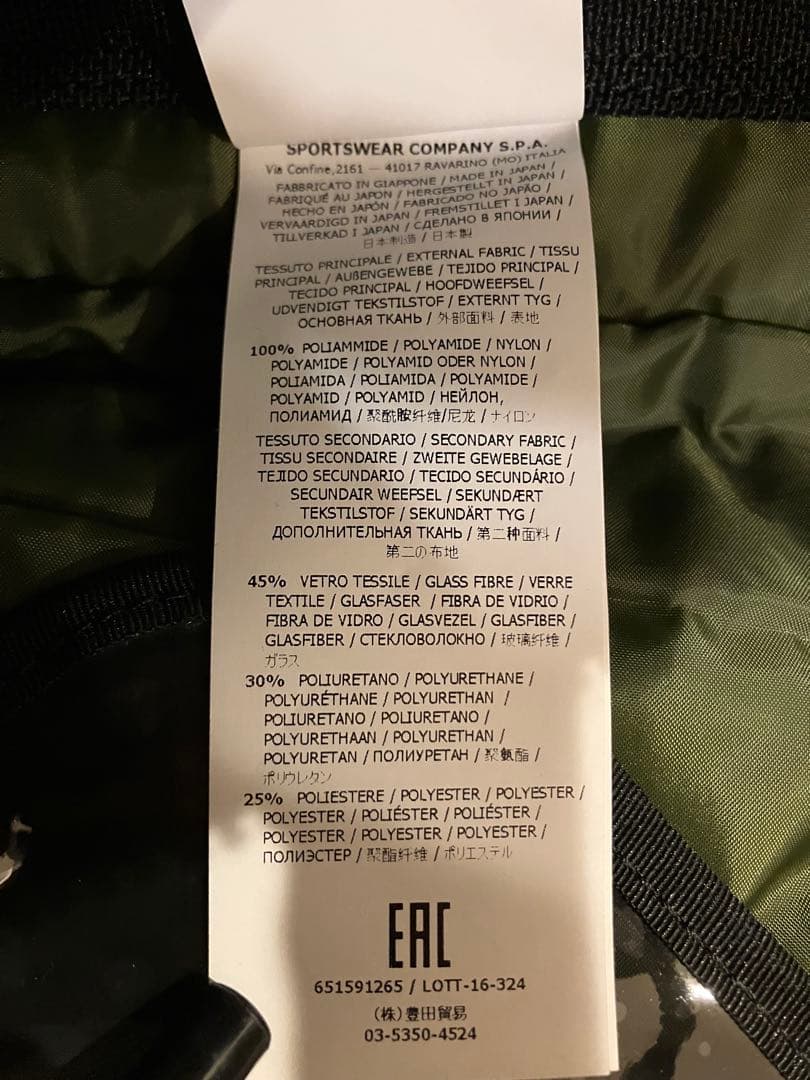 SPORTSWEAR COMPANY S.P.A.
Via Confine,2161 — 41017 RAVARINO (MO) ITALIA
FABBRICATO IN GIAPPONE / MADE IN JAPAN /
FABRIQUÉ AU JAPON / HERGESTELLT IN JAPAN /
HECHO EN JAPÓN / FABRICADO NO JAPÃO /
VERVAARDIGD IN JAPAN / FREMSTILLET I JAPAN /
TILLVERKAD I JAPAN / СДЕЛАНО В ЯПОНИИ /
日本制造 / 日本製
TESSUTO PRINCIPALE / EXTERNAL FABRIC / TISSU
PRINCIPAL / AUßENGEWEBE / TEJIDO PRINCIPAL /
TECIDO PRINCIPAL / HOOFDWEEFSEL /
UDVENDIGT TEKSTILSTOF / EXTERNT TYG /
ОСНОВНАЯ ТКАНЬ / 外部面料 / 表地
100% POLIAMMIDE / POLYAMIDE / NYLON /
POLYAMIDE / POLYAMID ODER NYLON /
POLIAMIDA / POLIAMIDA / POLYAMIDE /
POLYAMID / POLYAMID / НЕЙЛОН,
ПОЛИАМИД / 聚酰胺纤维/尼龙 / ナイロン
TESSUTO SECONDARIO / SECONDARY FABRIC /
TISSU SECONDAIRE / ZWEITE GEWEBELAGE /
TEJIDO SECUNDARIO / TECIDO SECUNDÁRIO /
SECUNDAIR WEEFSEL / SEKUNDÆRT
TEKSTILSTOF / SEKUNDÄRT TYG /
ДОПОЛНИТЕЛЬНАЯ ТКАНЬ / 第二种面料 /
第二の布地
45% VETRO TESSILE / GLASS FIBRE / VERRE
TEXTILE / GLASFASER / FIBRA DE VIDRIO /
FIBRA DE VIDRO / GLASVEZEL / GLASFIBER /
GLASFIBER / СТЕКЛОВОЛОКНО / 玻璃纤维 /
ガラス
30% POLIURETANO / POLYURETHANE /
POLYURÉTHANE / POLYURETHAN /
POLIURETANO / POLIURETANO /
POLYURETHAAN / POLYURETHAN /
POLYURETAN / ПОЛИУРЕТАН / 聚氨酯 /
ポリウレタン
25% POLIESTERE / POLYESTER / POLYESTER /
POLYESTER / POLIÉSTER / POLIÉSTER /
POLYESTER / POLYESTER / POLYESTER /
ПОЛИЭСТЕР / 聚酯纤维 / ポリエステル
EAC
651591265 / LOTT-16-324
(株)豊田貿易
03-5350-4524